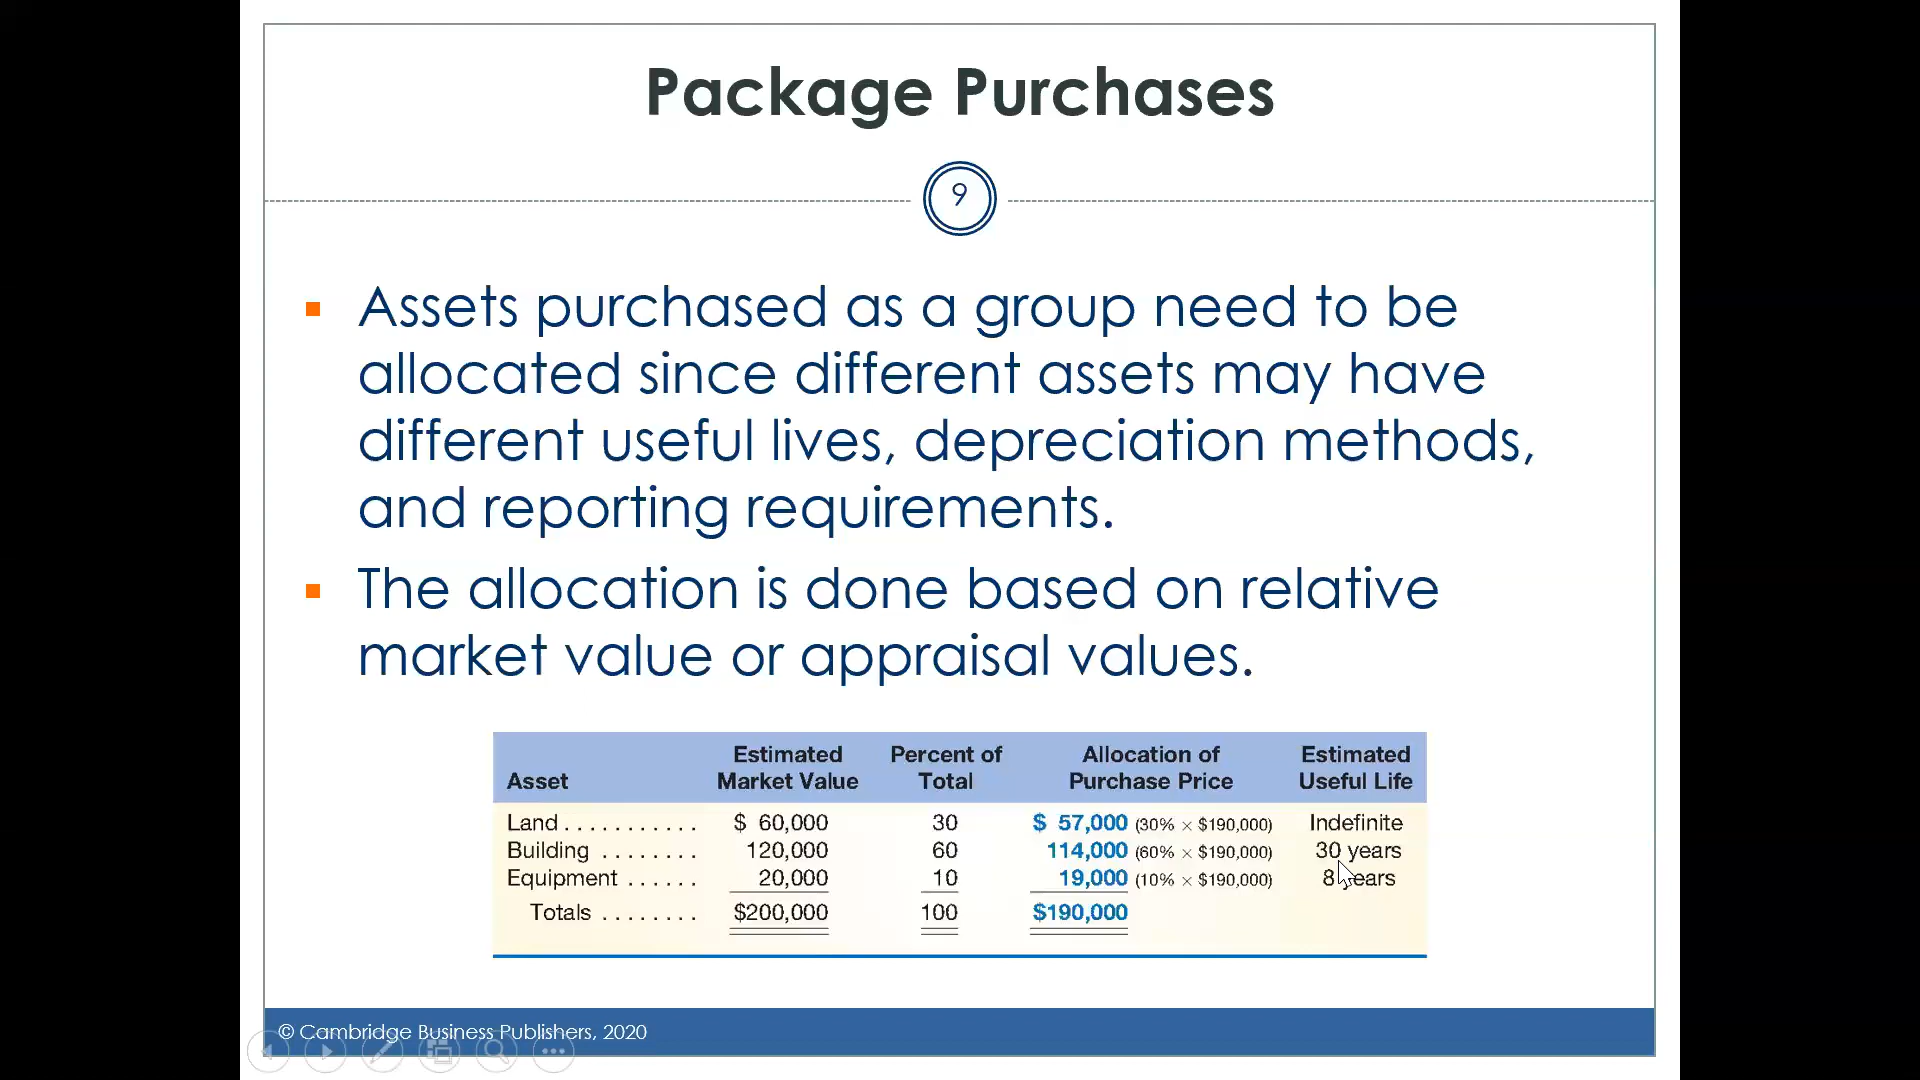 Package Purchases
9
Assets purchased as a group need to be
allocated since different assets may have
different useful lives, depreciation methods,
and reporting requirements.
The allocation is done based on relative
market value or appraisal values.
Asset Estimated Market Value Percent of Total Allocation of Purchase Price Estimated Useful Life
Land . . . . . . . . . . . $ 60,000 30 $ 57,000 (30% × $190,000) Indefinite
Building . . . . . . . . 120,000 60 114,000 (60% × $190,000) 30 years
Equipment . . . . . . 20,000 10 19,000 (10% × $190,000) 8 years
Totals . . . . . . . . $200,000 100 $190,000
© Cambridge Business Publishers, 2020